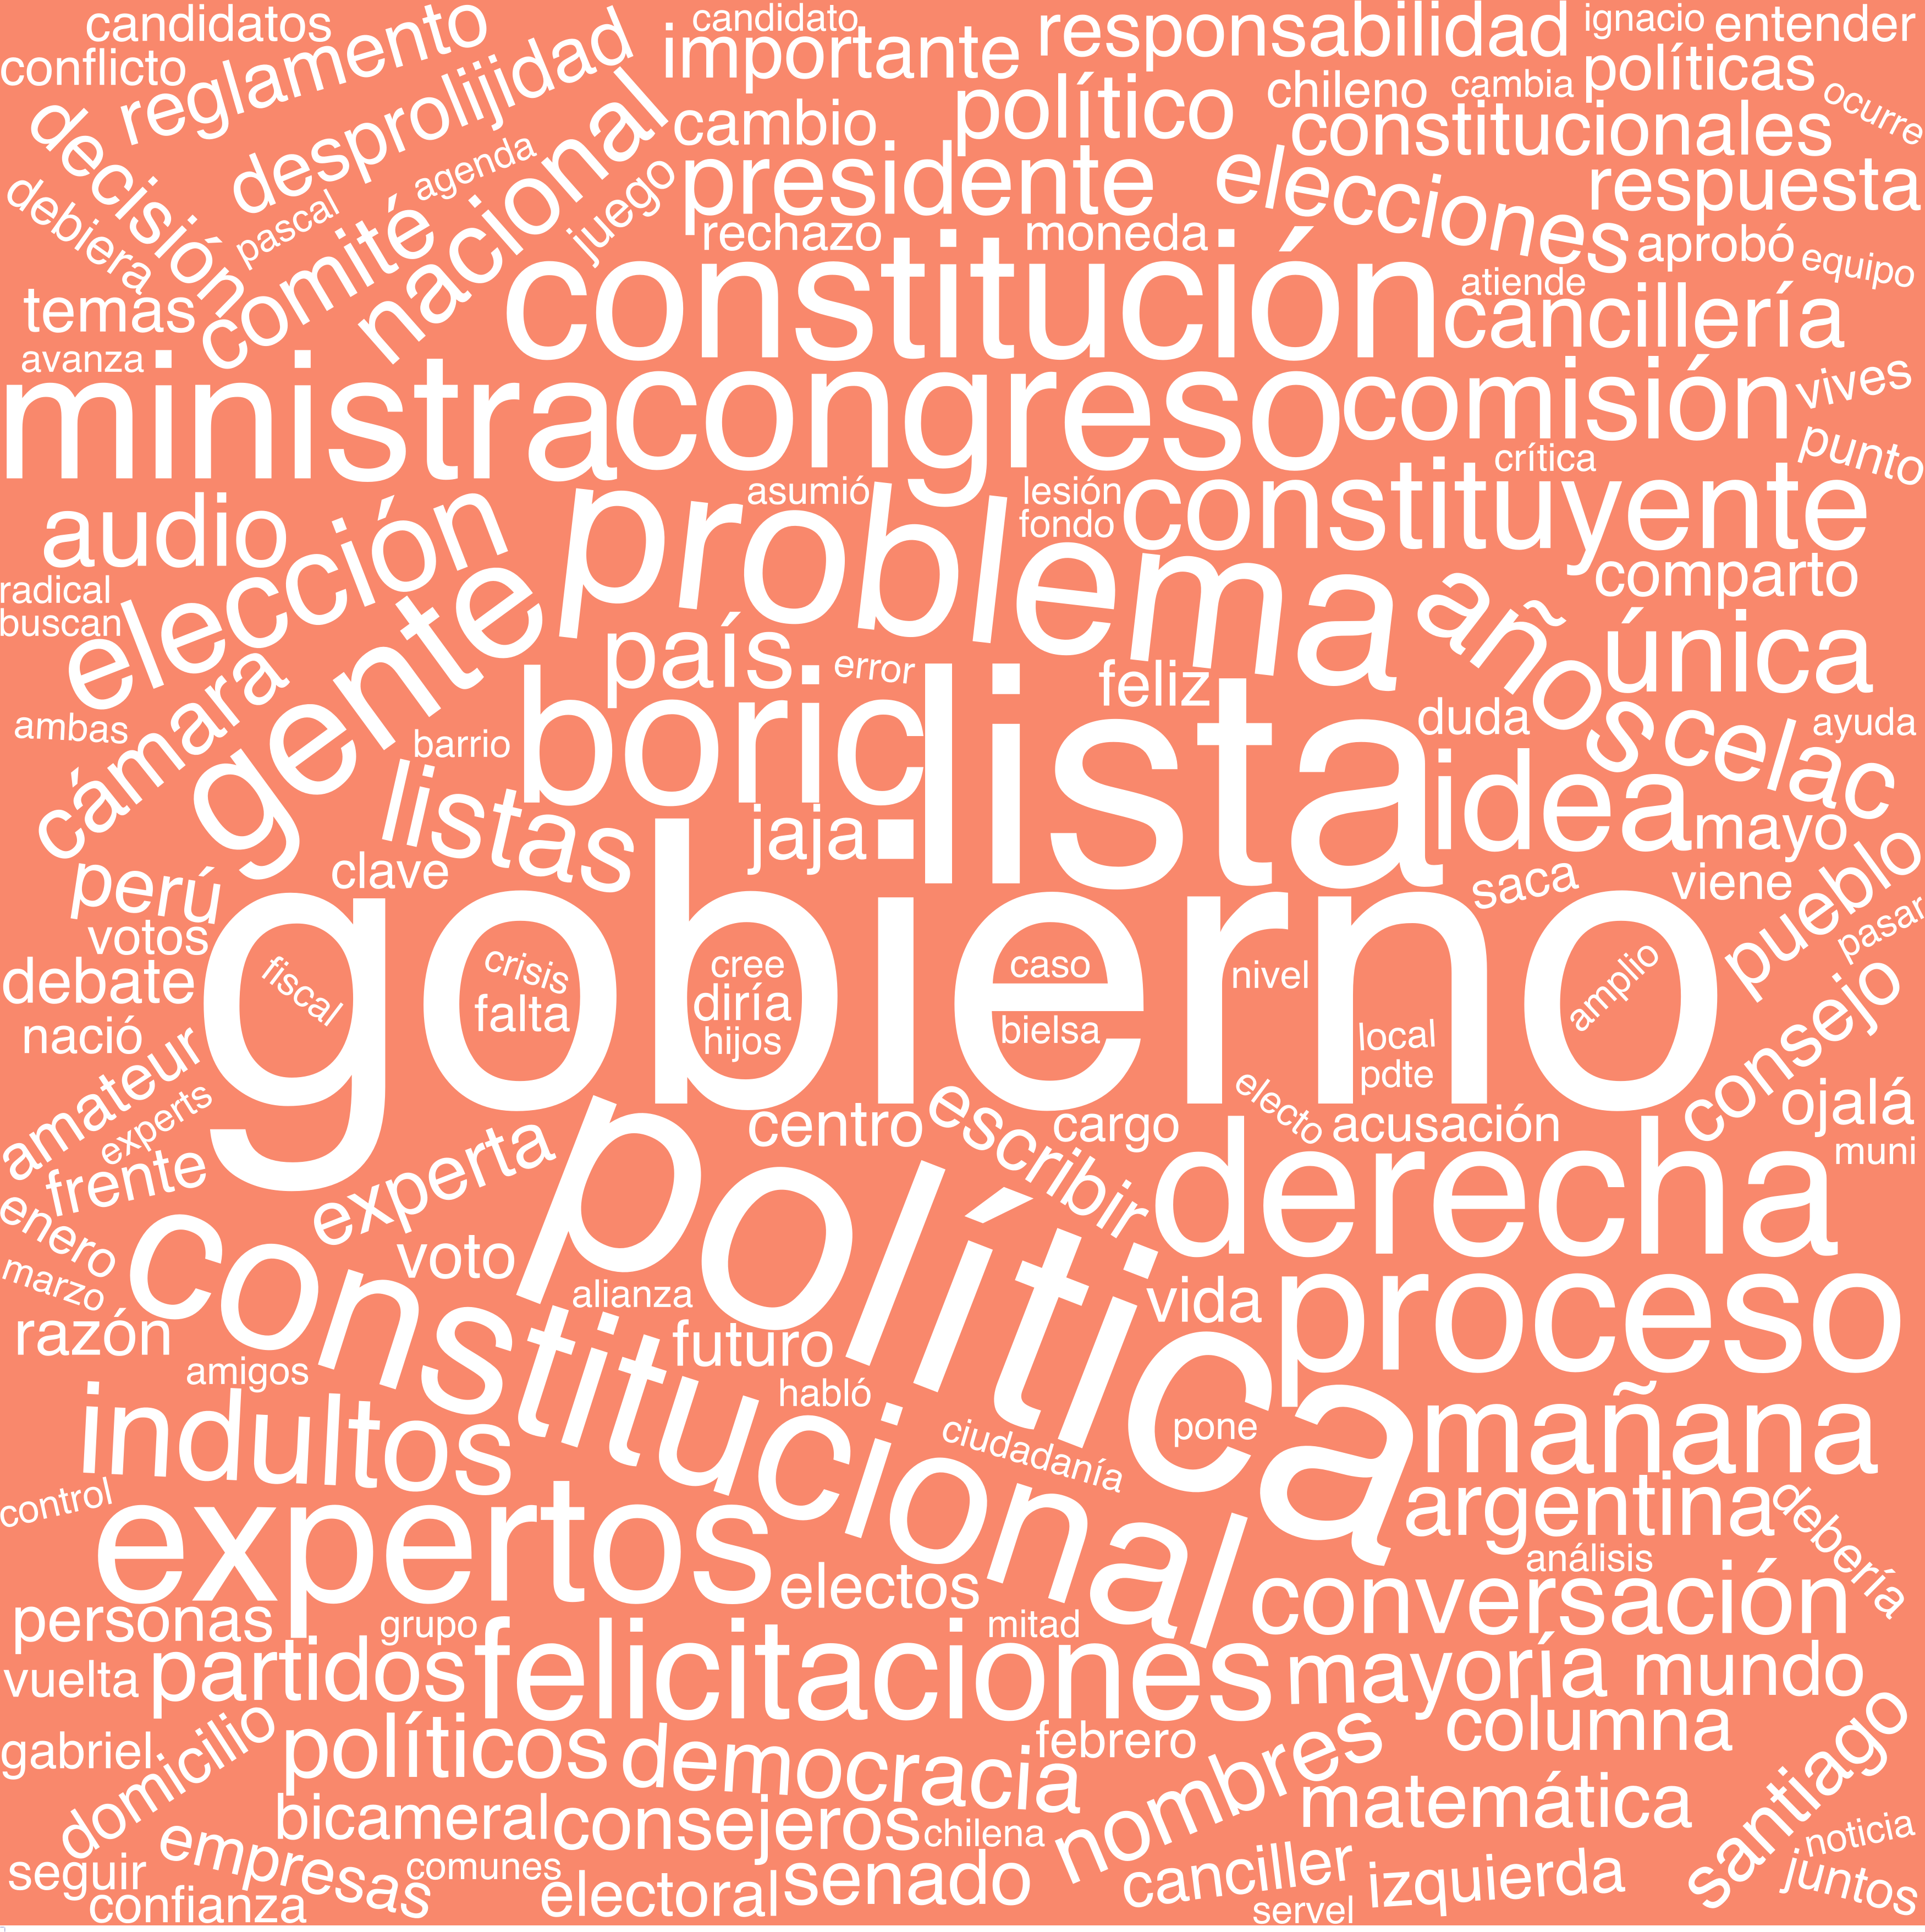 candidatos
candidato
responsabilidad
ignacio
entender
conflicto
reglamento
importante
políticas
desprolijidad
cambio
político
chileno
cambia
ocurre
decisión
agenda
nacional
presidente
constitucionales
debiera
pascal
comité
juego
elecciones
respuesta
rechazo
moneda
aprobó
equipo
temas
constitución
atiende
cancillería
avanza
ministra
congreso
comisión
vives
punto
crítica
audio
elección
problema
asumió
lesión
fondo
constituyente
radical
buscan
gente
comparto
país
error
feliz
años
única
ambas
cámara
barrio
boric
lista
duda
celac
ayuda
listas
jaja
idea
mayo
perú
clave
saca
viene
pueblo
votos
pasar
gobierno
debate
fiscal
crisis
falta
cree
diría
hijos
caso
bielsa
nivel
local
pdte
amplio
consejo
nació
amateur
experts
frente
experta
centro
escribir
cargo
electo
acusación
ojalá
muni
enero
marzo
voto
política
derecha
razón
constitucional
alianza
futuro
vida
proceso
amigos
habló
ciudadanía
pone
indultos
mañana
control
expertos
argentina
debería
análisis
electos
conversación
personas
grupo
mitad
vuelta
partidos
felicitaciones
mayoría
mundo
gabriel
domicilio
políticos
democracia
febrero
nombres
columna
santiago
bicameral
consejeros
chilena
matemática
noticia
seguir
empresas
comunes
electoral
senado
canciller
izquierda
juntos
confianza
servel